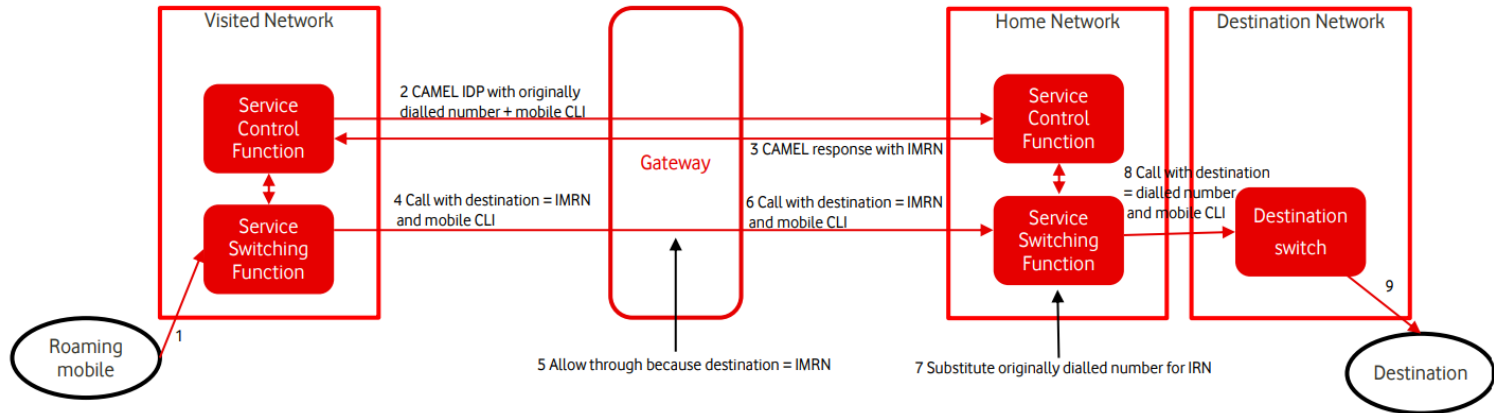 Visited Network
Home Network
Destination Network
Service
Control
Function
2 CAMEL IDP with originally
dialled number + mobile CLI
Service
Control
Function
Gateway
3 CAMEL response with IMRN
4 Call with destination = IMRN
and mobile CLI
6 Call with destination = IMRN
and mobile CLI
8 Call with destination
= dialled number
and mobile CLI
Service
Switching
Function
Service
Switching
Function
Destination
switch
1
9
Roaming
mobile
5 Allow through because destination = IMRN
7 Substitute originally dialled number for IRN
Destination